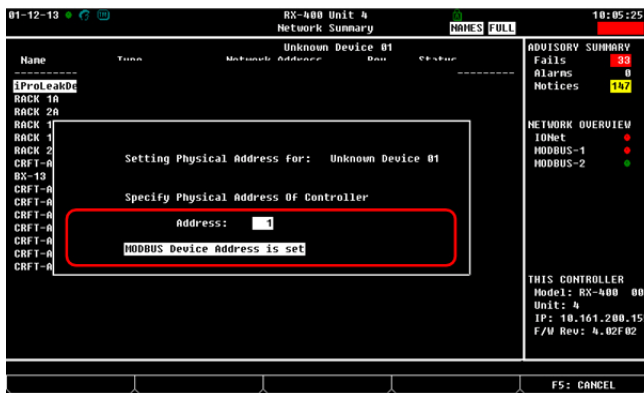 01-12-13
RX-400 Unit 4
10:05:25
Network Summary
NAMES FULL
Unknown Device 01
Name
ADVISORY SUMMARY
Fails 33
Alarms 0
Notices 147
iProLeakDe
RACK 1A
RACK 2A
RACK 1
RACK 1
RACK 2
CRFT-A
BX-13
CRFT-A
CRFT-A
CRFT-A
CRFT-A
CRFT-A
CRFT-A
CRFT-A
Setting Physical Address for: Unknown Device 01
Specify Physical Address Of Controller
Address: 1
MODBUS Device Address is set
NETWORK OVERVIEW
IONet
MODBUS-1
MODBUS-2
THIS CONTROLLER
Model: RX-400 00
Unit: 4
IP: 10.161.200.15
F/W Rev: 4.02F02
F5: CANCEL